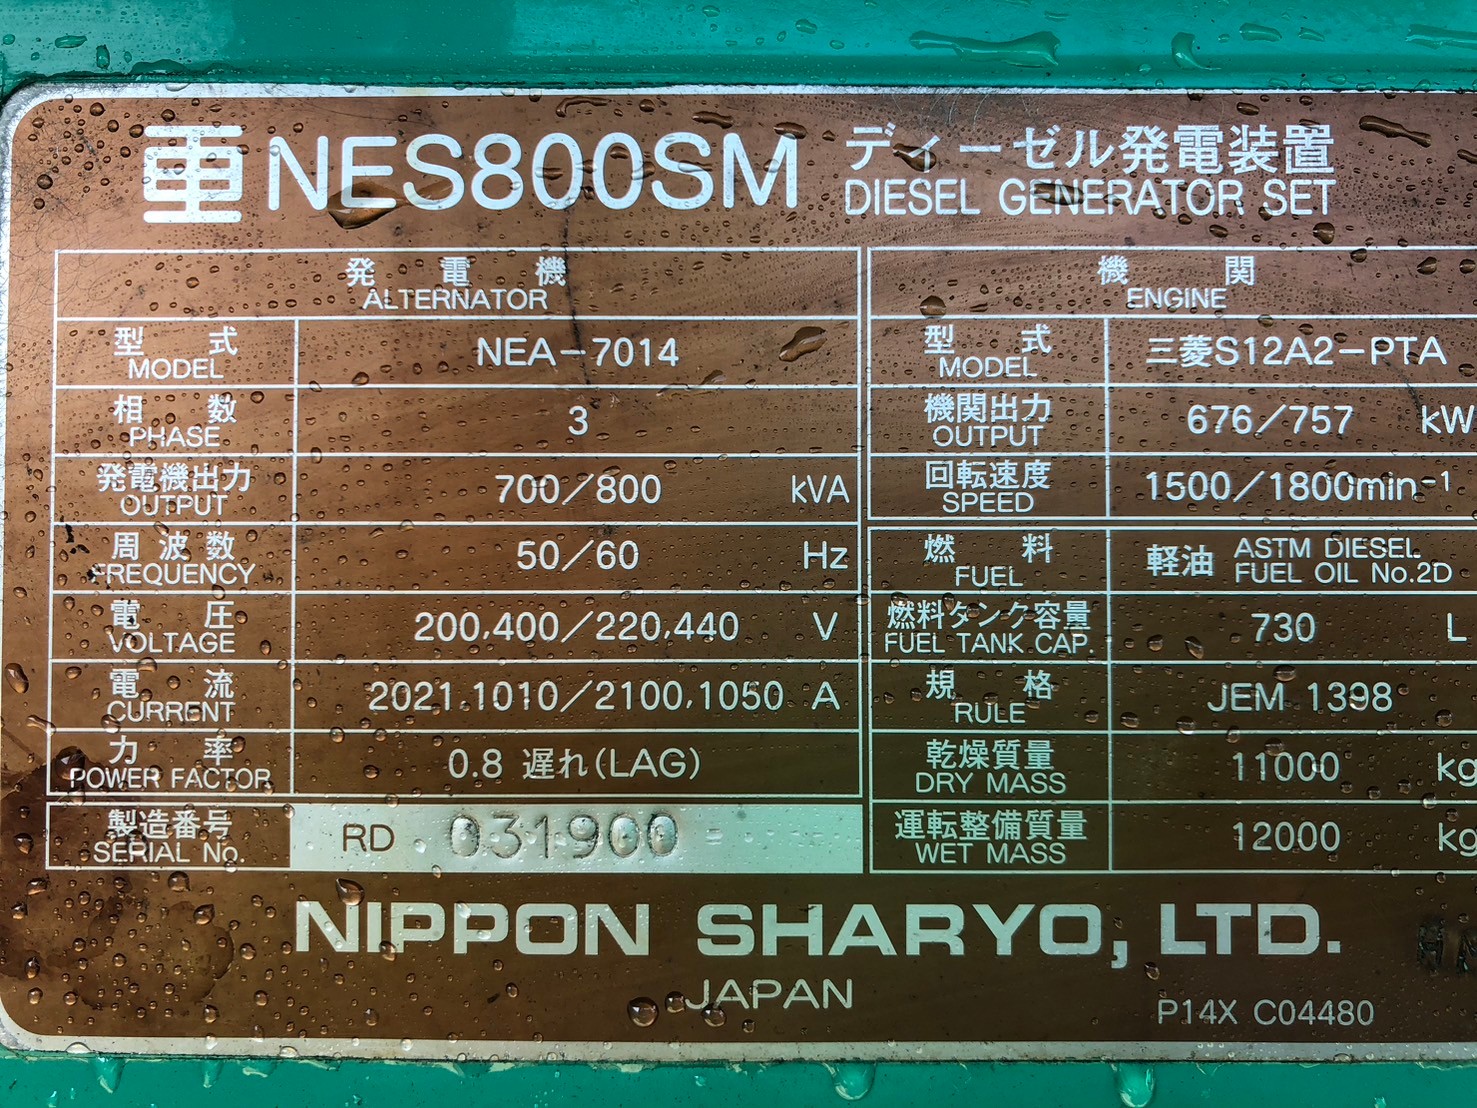 NES800SM ディーゼル発電装置
DIESEL GENERATOR SET
発電機
ALTERNATOR
型式
MODEL
NEA-7014
相数
PHASE
3
発電機出力
OUTPUT
700/800 kVA
周波数
FREQUENCY
50/60 Hz
電圧
VOLTAGE
200,400/220,440 V
電流
CURRENT
2021,1010/2100,1050 A
力率
POWER FACTOR
0.8 遅れ(LAG)
製造番号
SERIAL No.
RD 031900
機関
ENGINE
型式
MODEL
三菱S12A2-PTA
機関出力
OUTPUT
676/757 kW
回転速度
SPEED
1500/1800min⁻¹
燃料
FUEL
軽油 ASTM DIESEL
FUEL OIL No.2D
燃料タンク容量
FUEL TANK CAP.
730 L
規格
RULE
JEM 1398
乾燥質量
DRY MASS
11000 kg
運転整備質量
WET MASS
12000 kg
NIPPON SHARYO, LTD.
JAPAN
P14X C04480